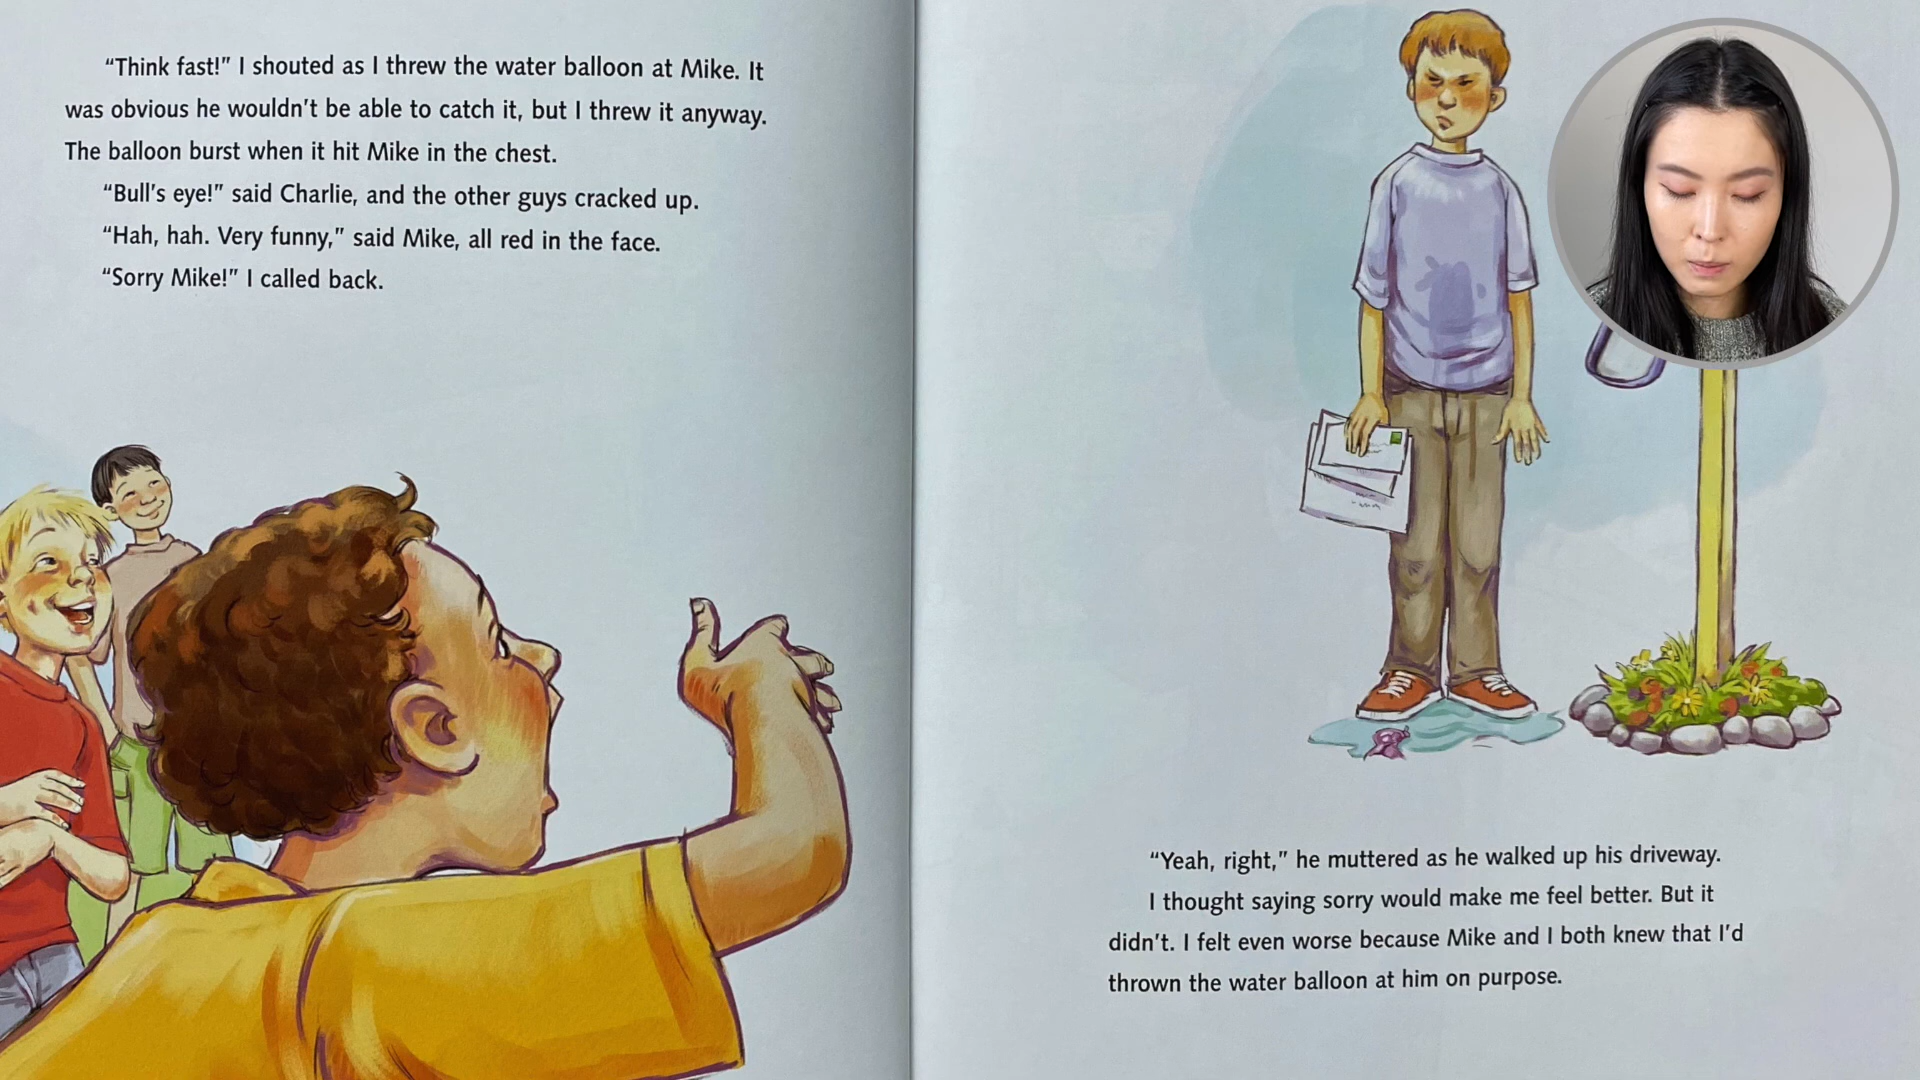 “Think fast!” I shouted as I threw the water balloon at Mike. It
was obvious he wouldn’t be able to catch it, but I threw it anyway.
The balloon burst when it hit Mike in the chest.
“Bull’s eye!” said Charlie, and the other guys cracked up.
“Hah, hah. Very funny,” said Mike, all red in the face.
“Sorry Mike!” I called back.
“Yeah, right,” he muttered as he walked up his driveway.
I thought saying sorry would make me feel better. But it
didn’t. I felt even worse because Mike and I both knew that I’d
thrown the water balloon at him on purpose.